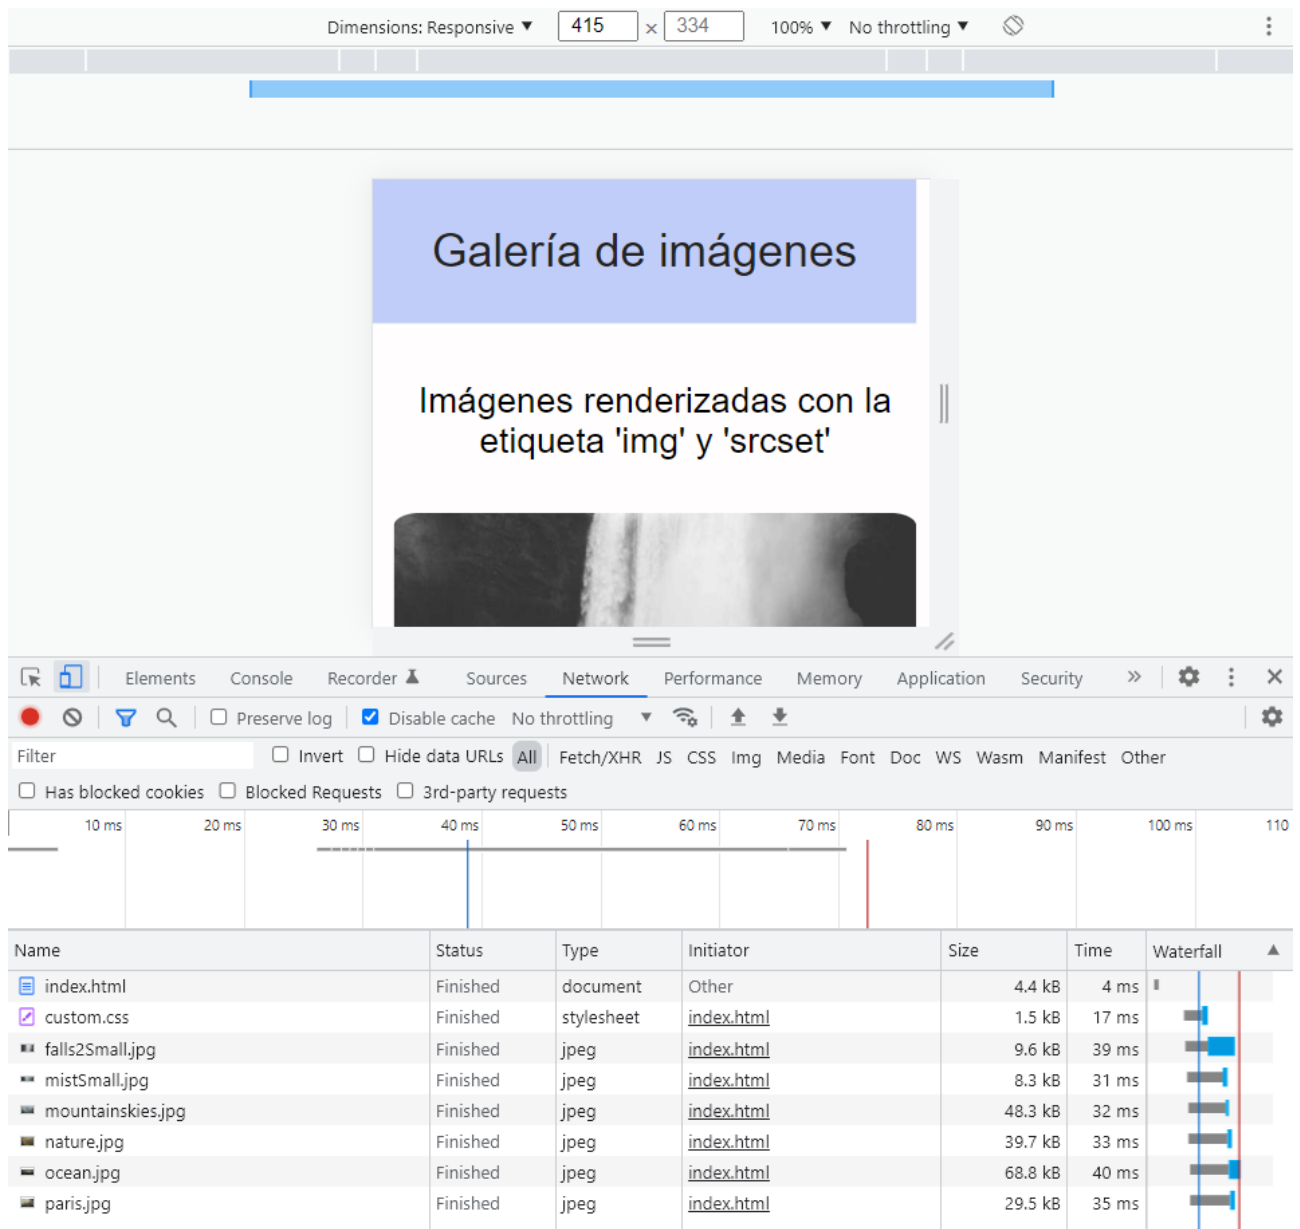 Dimensions: Responsive ▼ 415 × 334 100% ▼ No throttling ▼
Galería de imágenes
Imágenes renderizadas con la
etiqueta 'img' y 'srcset'
Elements Console Recorder Sources Network Performance Memory Application Security »
Preserve log Disable cache No throttling ▼
Filter Invert Hide data URLs All Fetch/XHR JS CSS Img Media Font Doc WS Wasm Manifest Other
Has blocked cookies Blocked Requests 3rd-party requests
10 ms 20 ms 30 ms 40 ms 50 ms 60 ms 70 ms 80 ms 90 ms 100 ms 110
Name Status Type Initiator Size Time Waterfall ▲
index.html Finished document Other 4.4 kB 4 ms
custom.css Finished stylesheet index.html 1.5 kB 17 ms
falls2Small.jpg Finished jpeg index.html 9.6 kB 39 ms
mistSmall.jpg Finished jpeg index.html 8.3 kB 31 ms
mountainskies.jpg Finished jpeg index.html 48.3 kB 32 ms
nature.jpg Finished jpeg index.html 39.7 kB 33 ms
ocean.jpg Finished jpeg index.html 68.8 kB 40 ms
paris.jpg Finished jpeg index.html 29.5 kB 35 ms